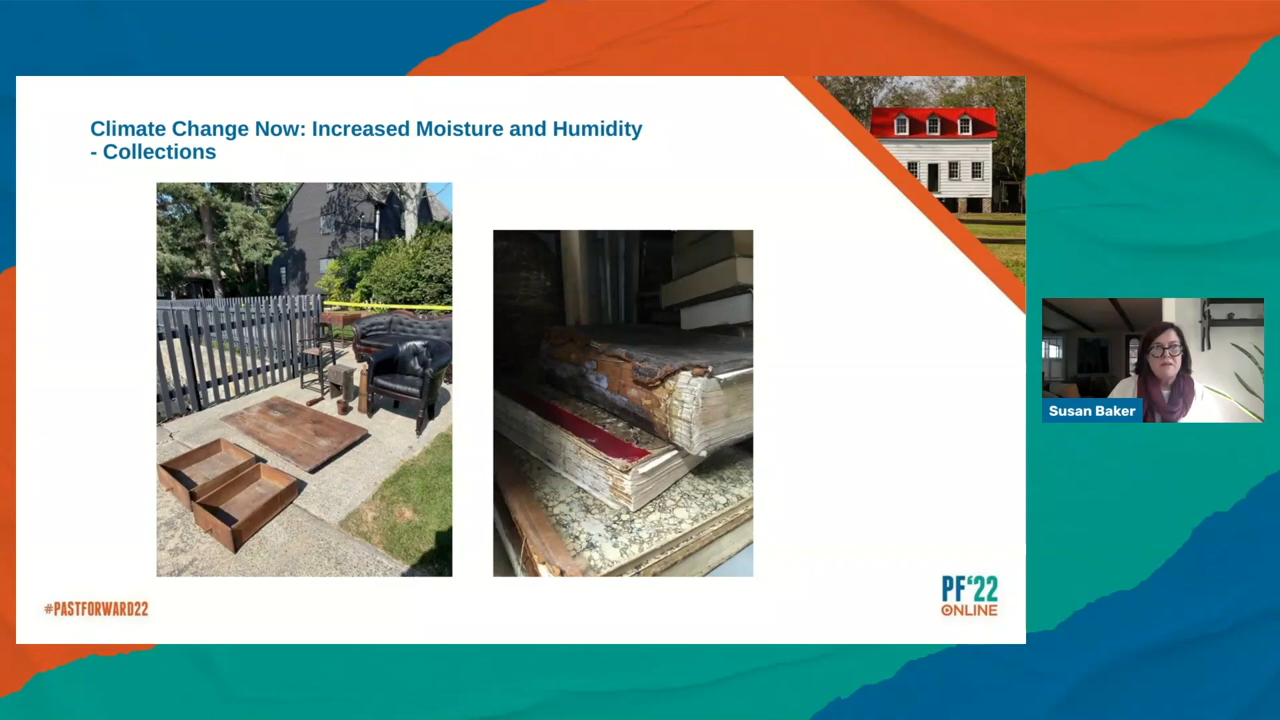 Climate Change Now: Increased Moisture and Humidity
- Collections
Susan Baker
#PASTFORWARD22
PF'22
ONLINE